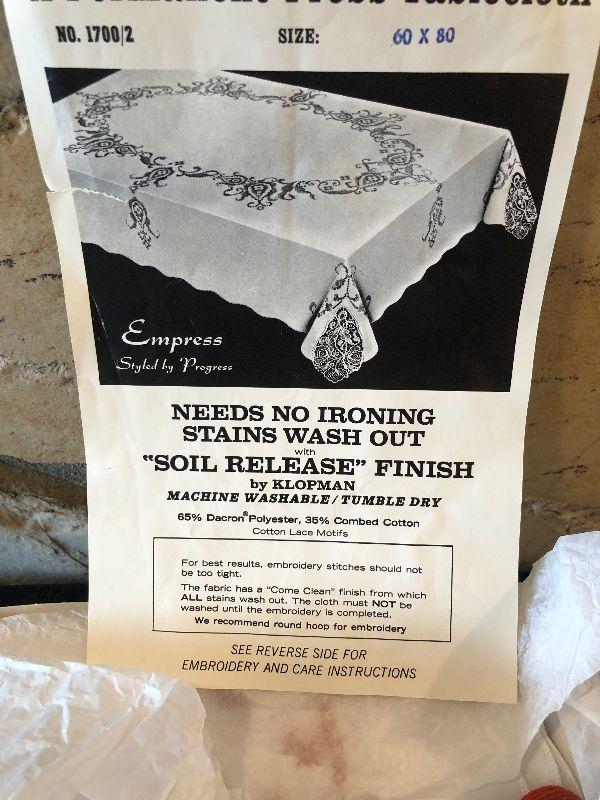 Permanent Press Tablecloth
NO. 1700/2 SIZE: 60 X 80
Empress
Styled by Progress
NEEDS NO IRONING
STAINS WASH OUT
with
“SOIL RELEASE” FINISH
by KLOPMAN
MACHINE WASHABLE/TUMBLE DRY
65% Dacron® Polyester, 35% Combed Cotton
Cotton Lace Motifs
For best results, embroidery stitches should not
be too tight.
The fabric has a “Come Clean” finish from which
ALL stains wash out. The cloth must NOT be
washed until the embroidery is completed.
We recommend round hoop for embroidery
SEE REVERSE SIDE FOR
EMBROIDERY AND CARE INSTRUCTIONS